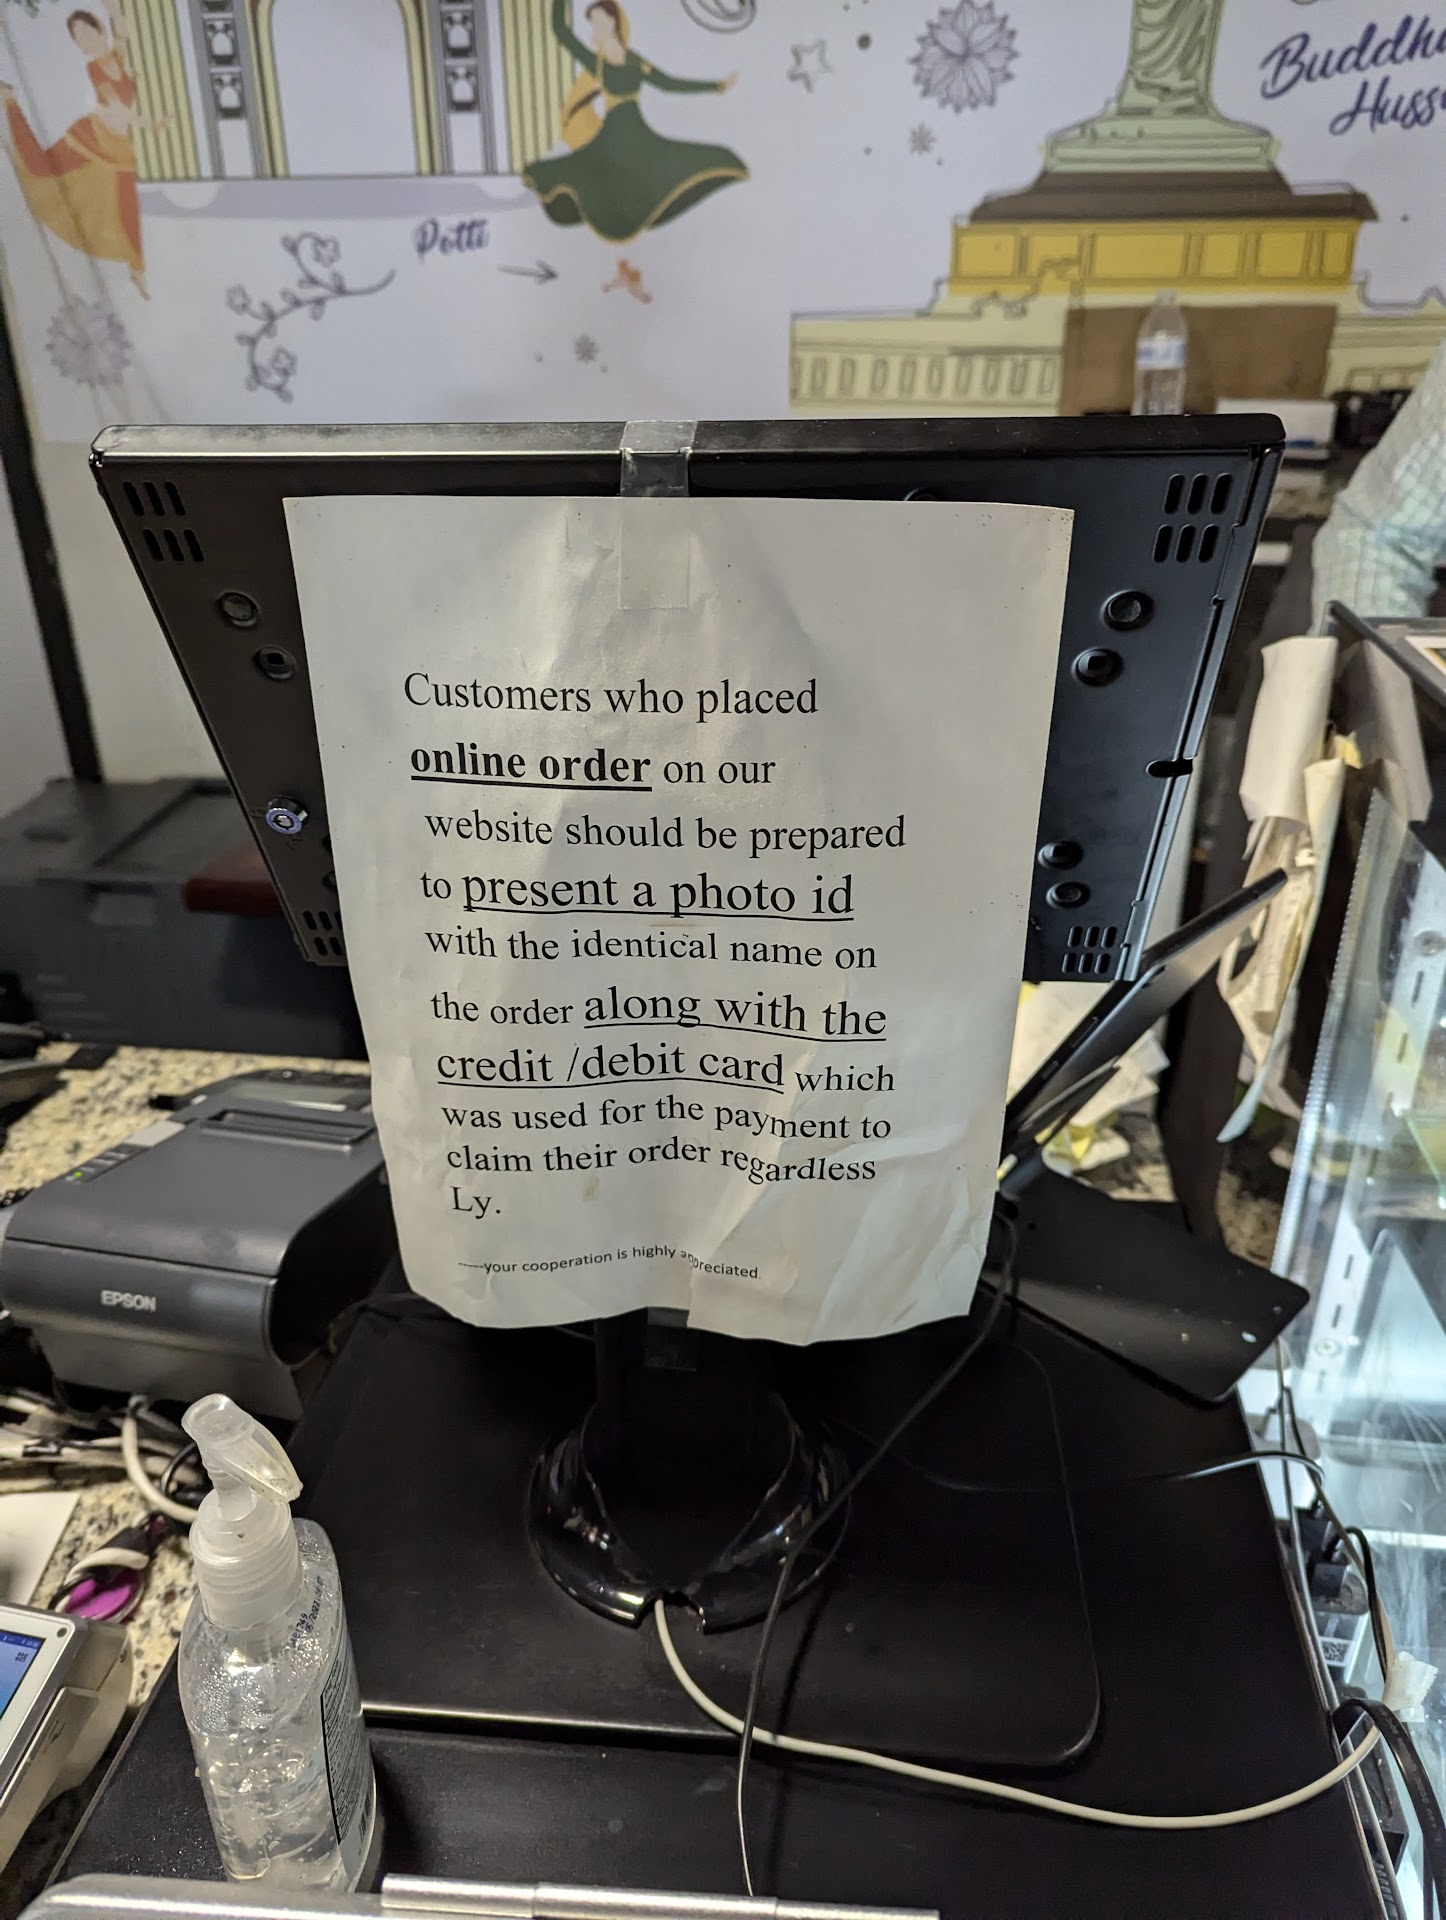 Buddha
Hussa
Potti
Customers who placed
online order on our
website should be prepared
to present a photo id
with the identical name on
the order along with the
credit /debit card which
was used for the payment to
claim their order regardless
Ly.
-----your cooperation is highly appreciated.
EPSON